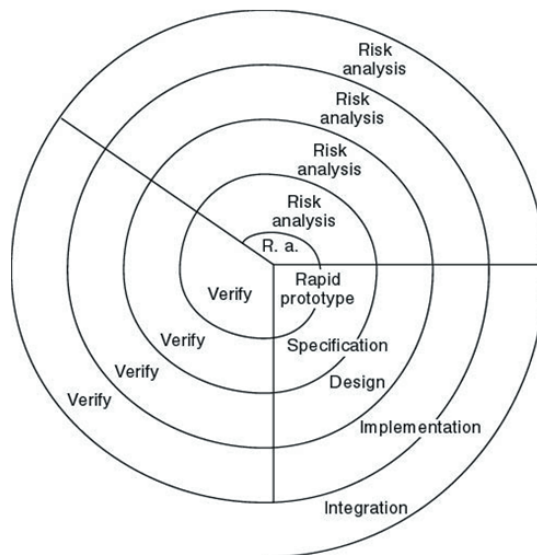 Risk
analysis
Risk
analysis
Risk
analysis
Risk
analysis
R. a.
Rapid
prototype
Verify
Specification
Verify
Design
Verify
Verify
Implementation
Integration